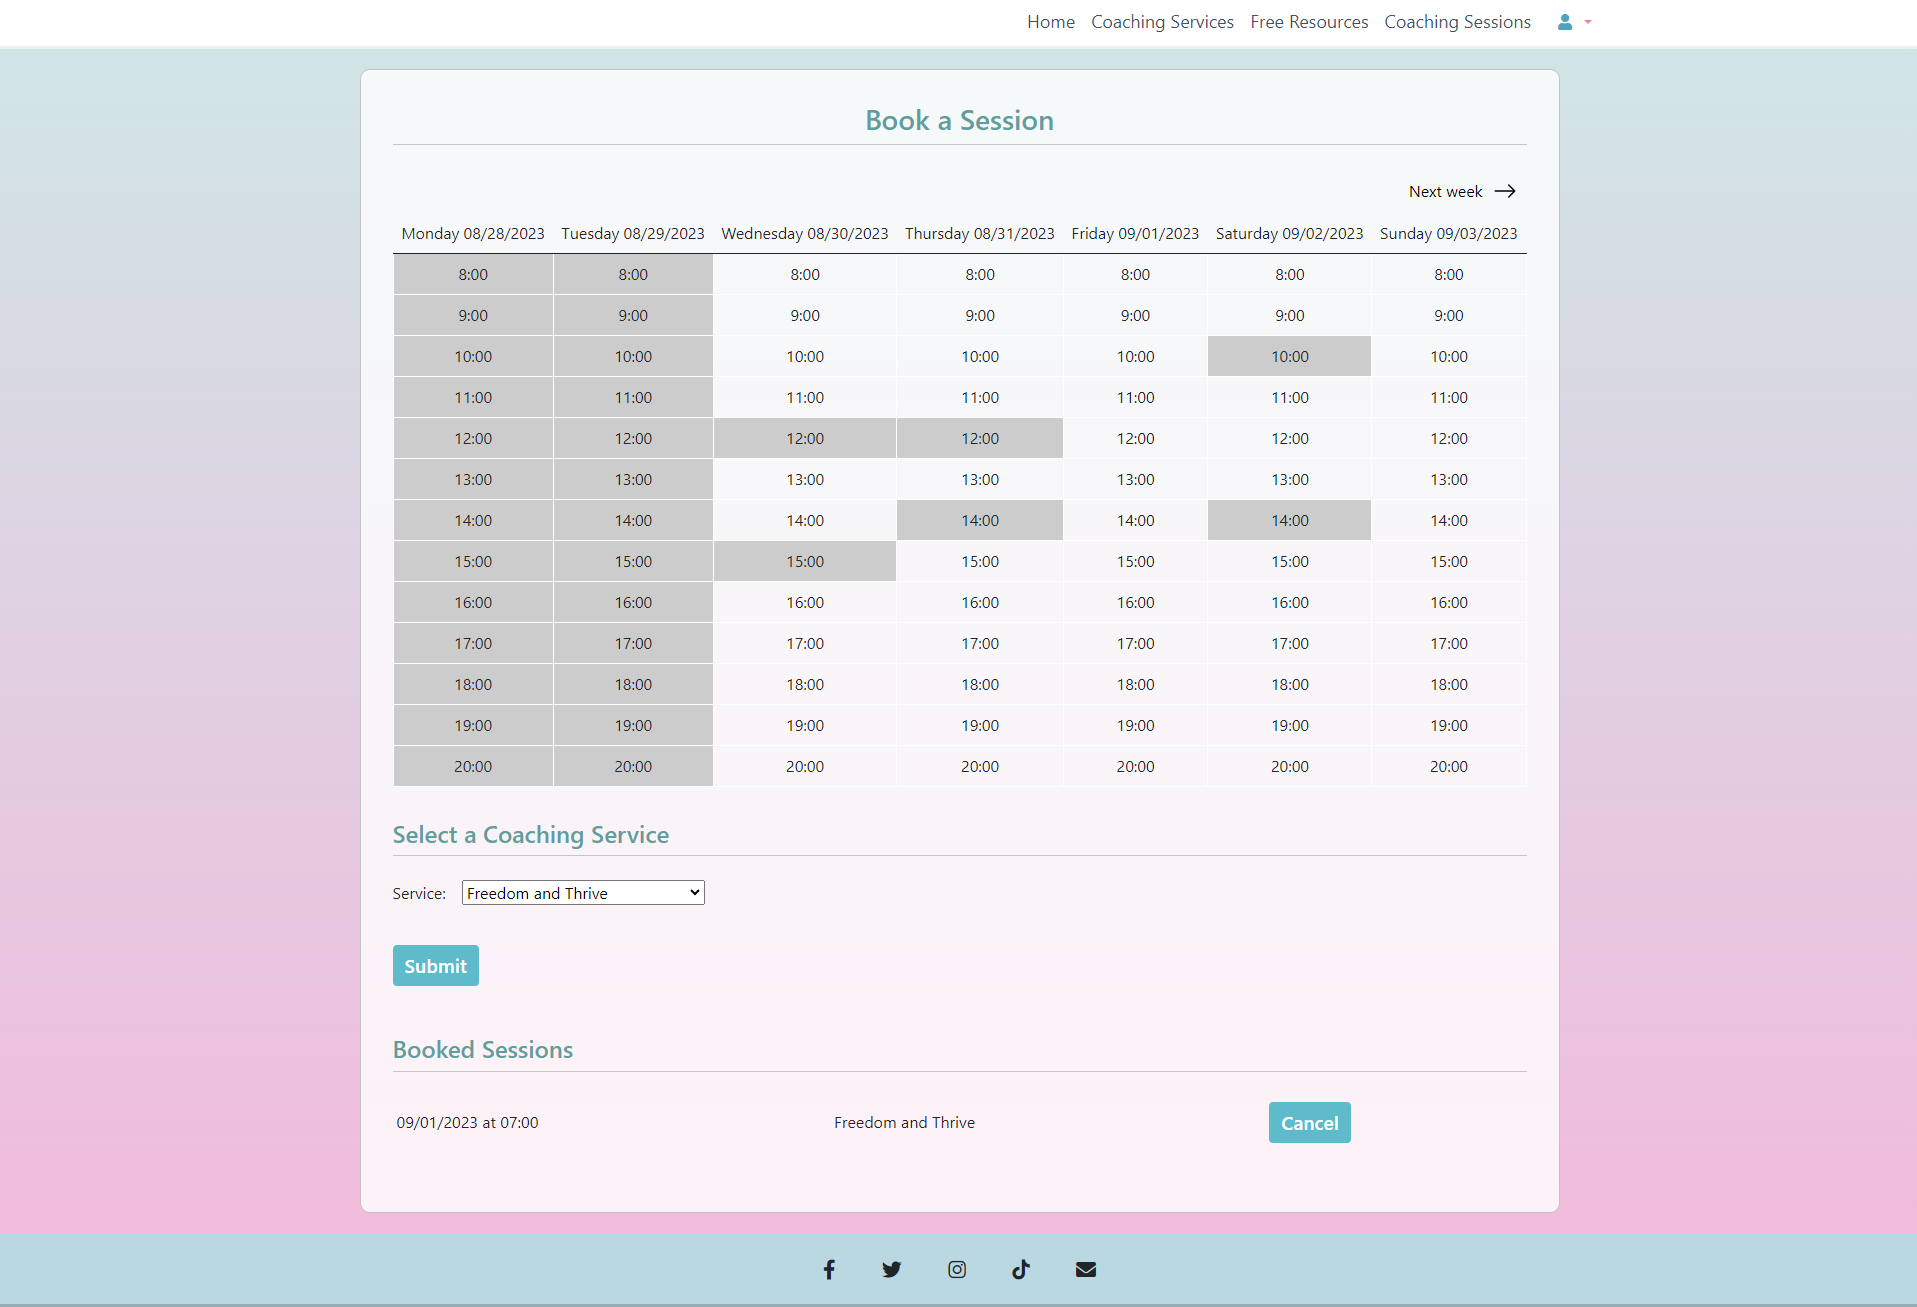 Home Coaching Services Free Resources Coaching Sessions
Book a Session
Next week
Monday 08/28/2023 Tuesday 08/29/2023 Wednesday 08/30/2023 Thursday 08/31/2023 Friday 09/01/2023 Saturday 09/02/2023 Sunday 09/03/2023
8:00 8:00 8:00 8:00 8:00 8:00 8:00
9:00 9:00 9:00 9:00 9:00 9:00 9:00
10:00 10:00 10:00 10:00 10:00 10:00 10:00
11:00 11:00 11:00 11:00 11:00 11:00 11:00
12:00 12:00 12:00 12:00 12:00 12:00 12:00
13:00 13:00 13:00 13:00 13:00 13:00 13:00
14:00 14:00 14:00 14:00 14:00 14:00 14:00
15:00 15:00 15:00 15:00 15:00 15:00 15:00
16:00 16:00 16:00 16:00 16:00 16:00 16:00
17:00 17:00 17:00 17:00 17:00 17:00 17:00
18:00 18:00 18:00 18:00 18:00 18:00 18:00
19:00 19:00 19:00 19:00 19:00 19:00 19:00
20:00 20:00 20:00 20:00 20:00 20:00 20:00
Select a Coaching Service
Service: Freedom and Thrive
Submit
Booked Sessions
09/01/2023 at 07:00 Freedom and Thrive Cancel